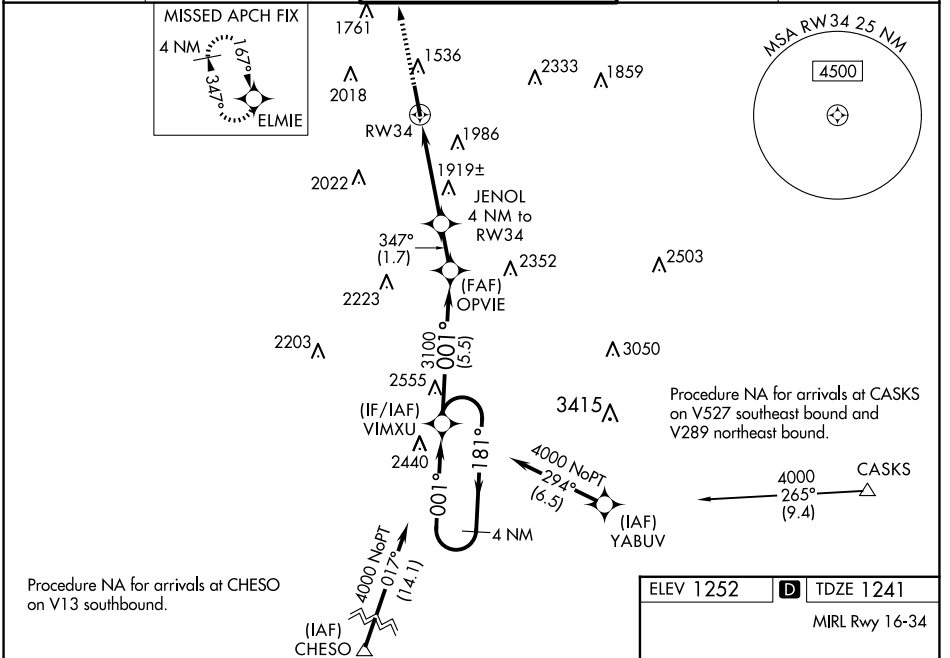 MISSED APCH FIX
4 NM
167°
347°
ELMIE
1761
1536
2018
2333
1859
RW34
1986
1919±
2022
JENOL
4 NM to
RW34
347°
(1.7)
2352
2503
(FAF)
OPVIE
2223
2203
3100
001°
(5.5)
3050
2555
3415
(IF/IAF)
VIMXU
2440
181°
001°
4 NM
4000 NoPT
294°
(6.5)
(IAF)
YABUV
MSA RW34 25 NM
4500
Procedure NA for arrivals at CASKS
on V527 southeast bound and
V289 northeast bound.
4000
265°
(9.4)
CASKS
4000 NoPT
017°
(14.1)
(IAF)
CHESO
Procedure NA for arrivals at CHESO
on V13 southbound.
ELEV 1252 D TDZE 1241
MIRL Rwy 16-34